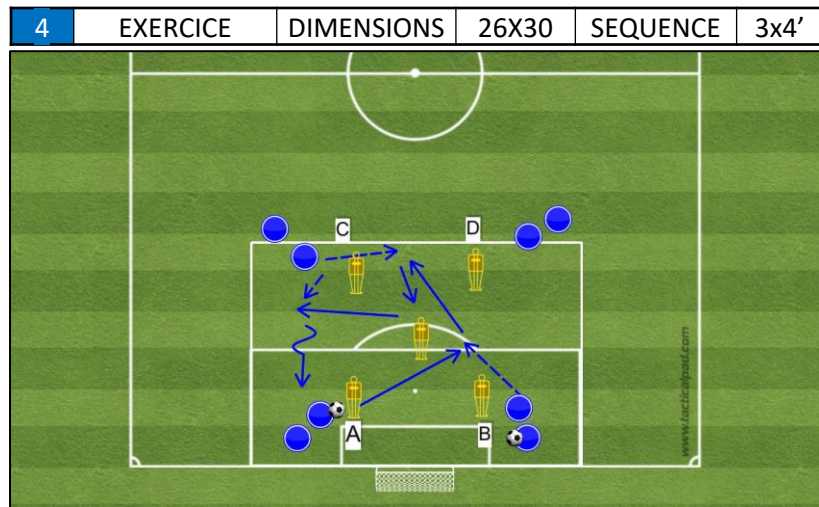 4 EXERCICE DIMENSIONS 26X30 SEQUENCE 3x4’
C D
A B
www.tacticalpad.com